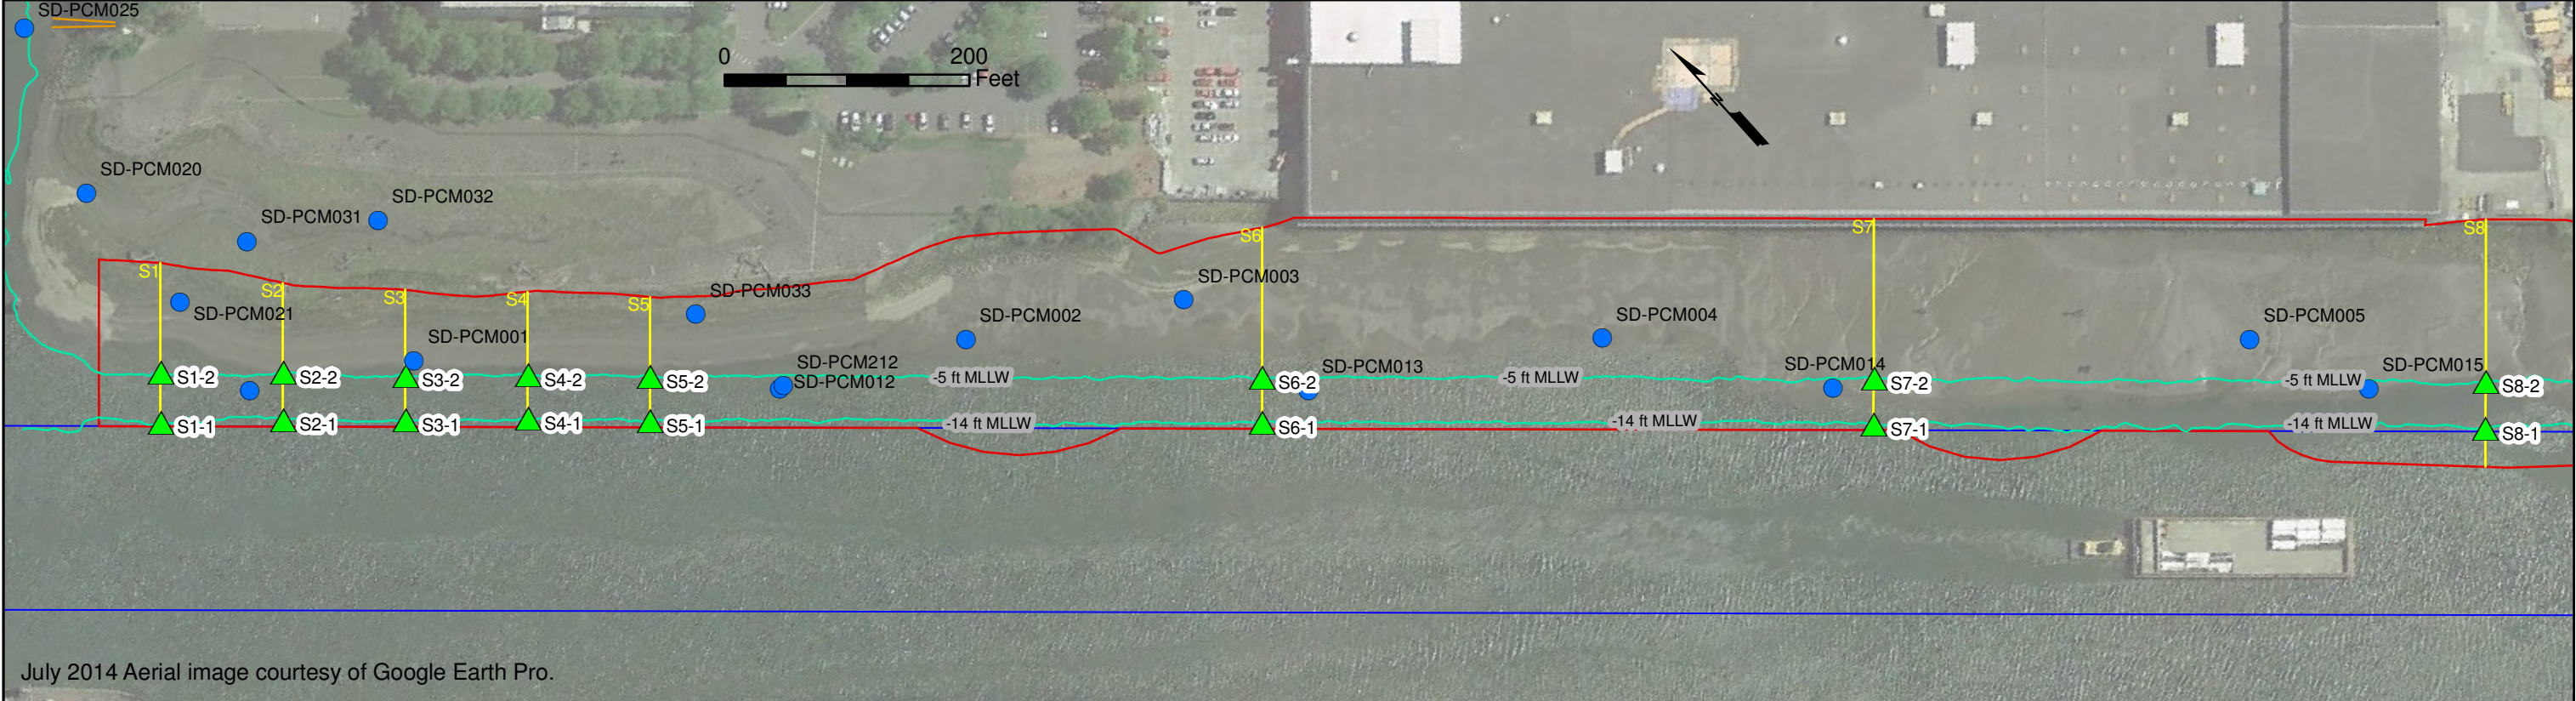 SD-PCM025
0 200
Feet
N
SD-PCM020
SD-PCM032
SD-PCM031
S1
S2
S3
S4
S5
S6
S7
S8
SD-PCM033
SD-PCM003
SD-PCM021
SD-PCM001
SD-PCM002
SD-PCM004
SD-PCM005
SD-PCM212
SD-PCM012
SD-PCM013
SD-PCM014
SD-PCM015
S1-2
S2-2
S3-2
S4-2
S5-2
-5 ft MLLW
S6-2
-5 ft MLLW
S7-2
-5 ft MLLW
S8-2
S1-1
S2-1
S3-1
S4-1
S5-1
-14 ft MLLW
S6-1
-14 ft MLLW
S7-1
-14 ft MLLW
S8-1
July 2014 Aerial image courtesy of Google Earth Pro.